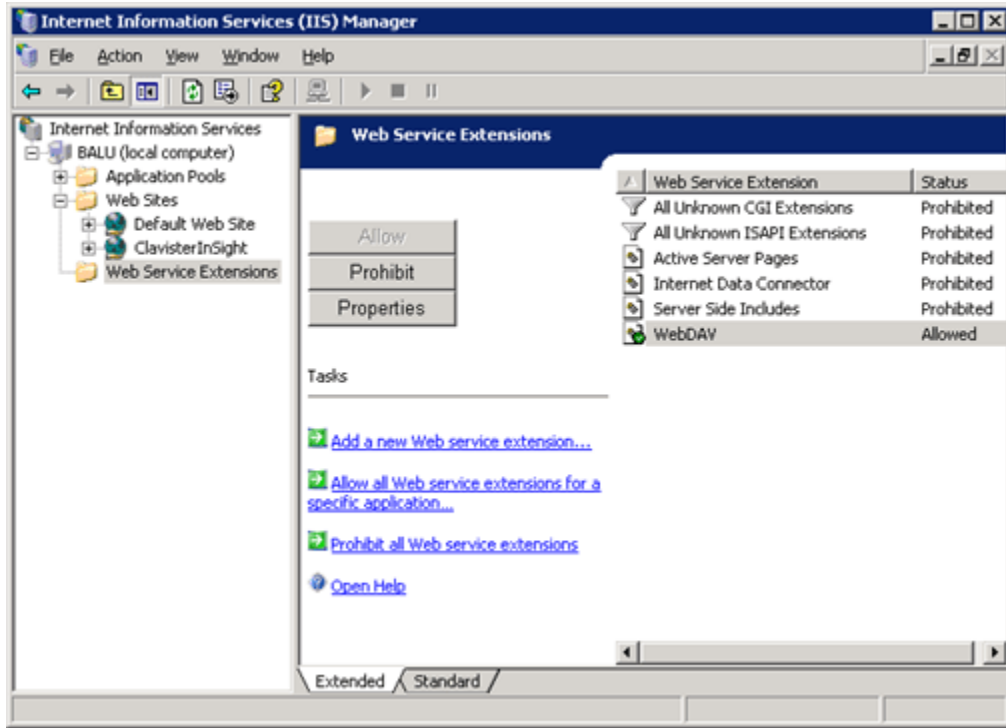 Internet Information Services (IIS) Manager
File Action View Window Help
Internet Information Services
BALU (local computer)
Application Pools
Web Sites
Default Web Site
ClavisterInSight
Web Service Extensions
Web Service Extensions
Allow
Prohibit
Properties
Tasks
Add a new Web service extension...
Allow all Web service extensions for a
specific application...
Prohibit all Web service extensions
Open Help
Web Service Extension Status
All Unknown CGI Extensions Prohibited
All Unknown ISAPI Extensions Prohibited
Active Server Pages Prohibited
Internet Data Connector Prohibited
Server Side Includes Prohibited
WebDAV Allowed
Extended Standard